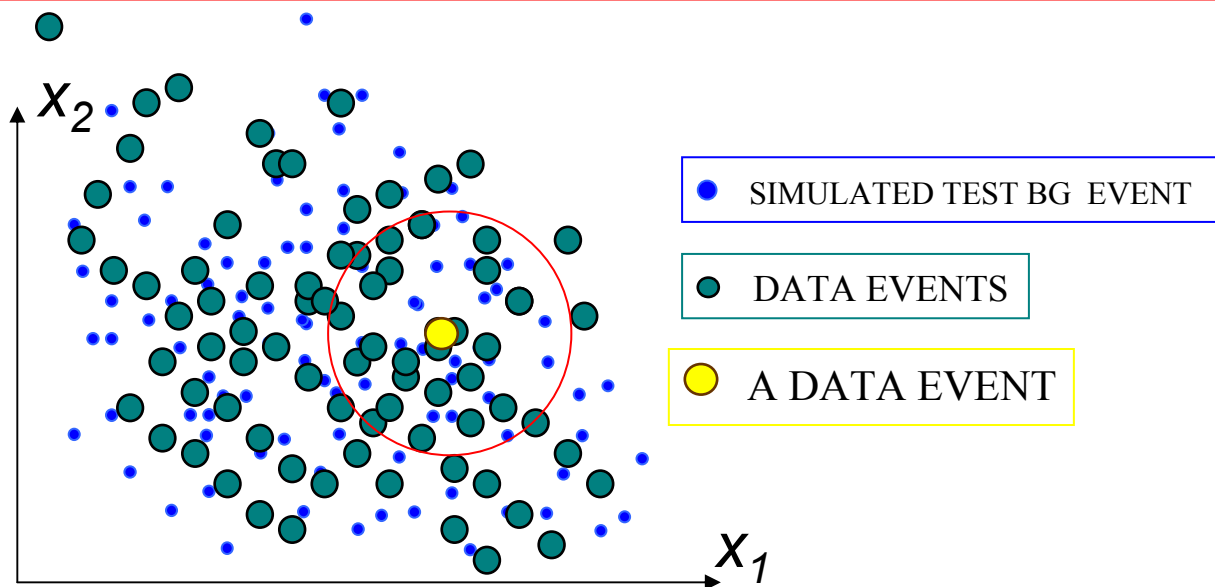 x2
SIMULATED TEST BG EVENT
DATA EVENTS
A DATA EVENT
x1